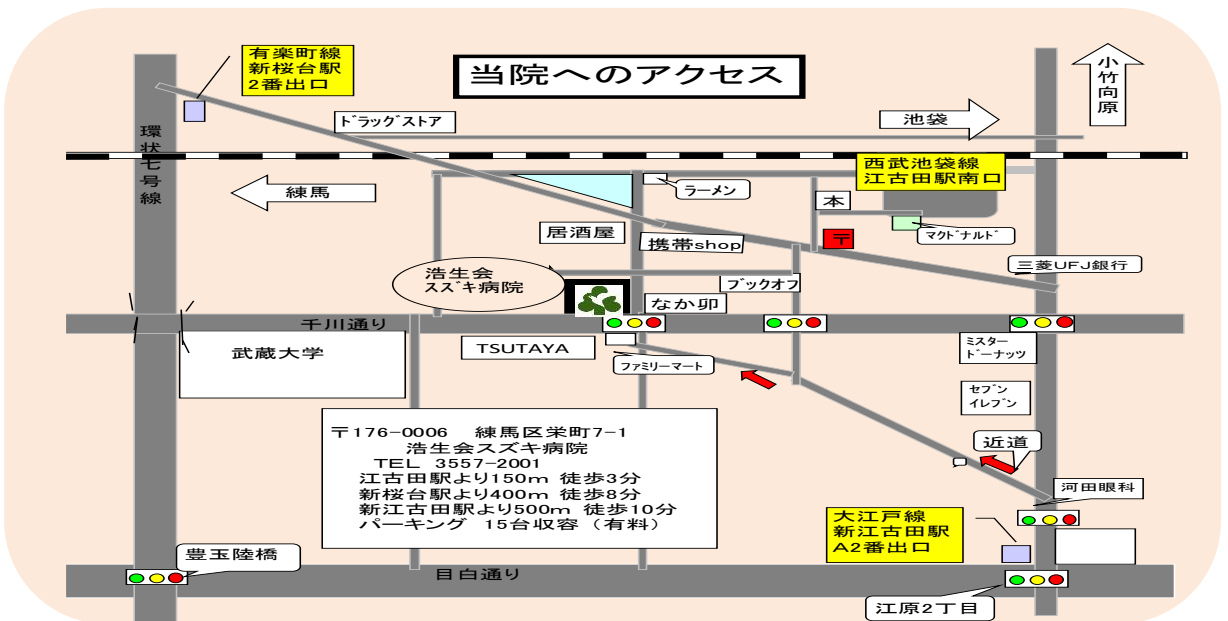 有楽町線
新桜台駅
2番出口
当院へのアクセス
小竹向原
ドラッグストア
池袋
環状七号線
西武池袋線
江古田駅南口
練馬
ラーメン
本
居酒屋
携帯shop
〒
マクドナルド
浩生会
スズキ病院
三菱UFJ銀行
ブックオフ
なか卯
千川通り
武蔵大学
TSUTAYA
ファミリーマート
ミスター
ドーナッツ
セブン
イレブン
〒176-0006 練馬区栄町7-1
浩生会スズキ病院
TEL 3557-2001
江古田駅より150m 徒歩3分
新桜台駅より400m 徒歩8分
新江古田駅より500m 徒歩10分
パーキング 15台収容（有料）
近道
河田眼科
大江戸線
新江古田駅
A2番出口
豊玉陸橋
目白通り
江原2丁目